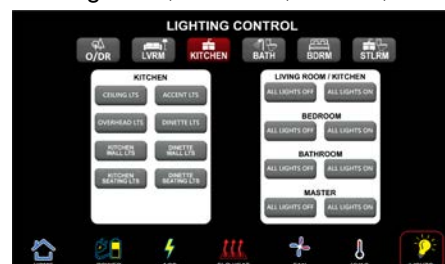 LIGHTING CONTROL
O/DR LVRM KITCHEN BATH BDRM STLRM
KITCHEN
CEILING LTS ACCENT LTS
OVERHEAD LTS DINETTE LTS
KITCHEN WALL LTS
DINETTE WALL LTS
KITCHEN SEATING LTS
DINETTE SEATING LTS
LIVING ROOM / KITCHEN
ALL LIGHTS OFF ALL LIGHTS ON
BEDROOM
ALL LIGHTS OFF ALL LIGHTS ON
BATHROOM
ALL LIGHTS OFF ALL LIGHTS ON
MASTER
ALL LIGHTS OFF ALL LIGHTS ON